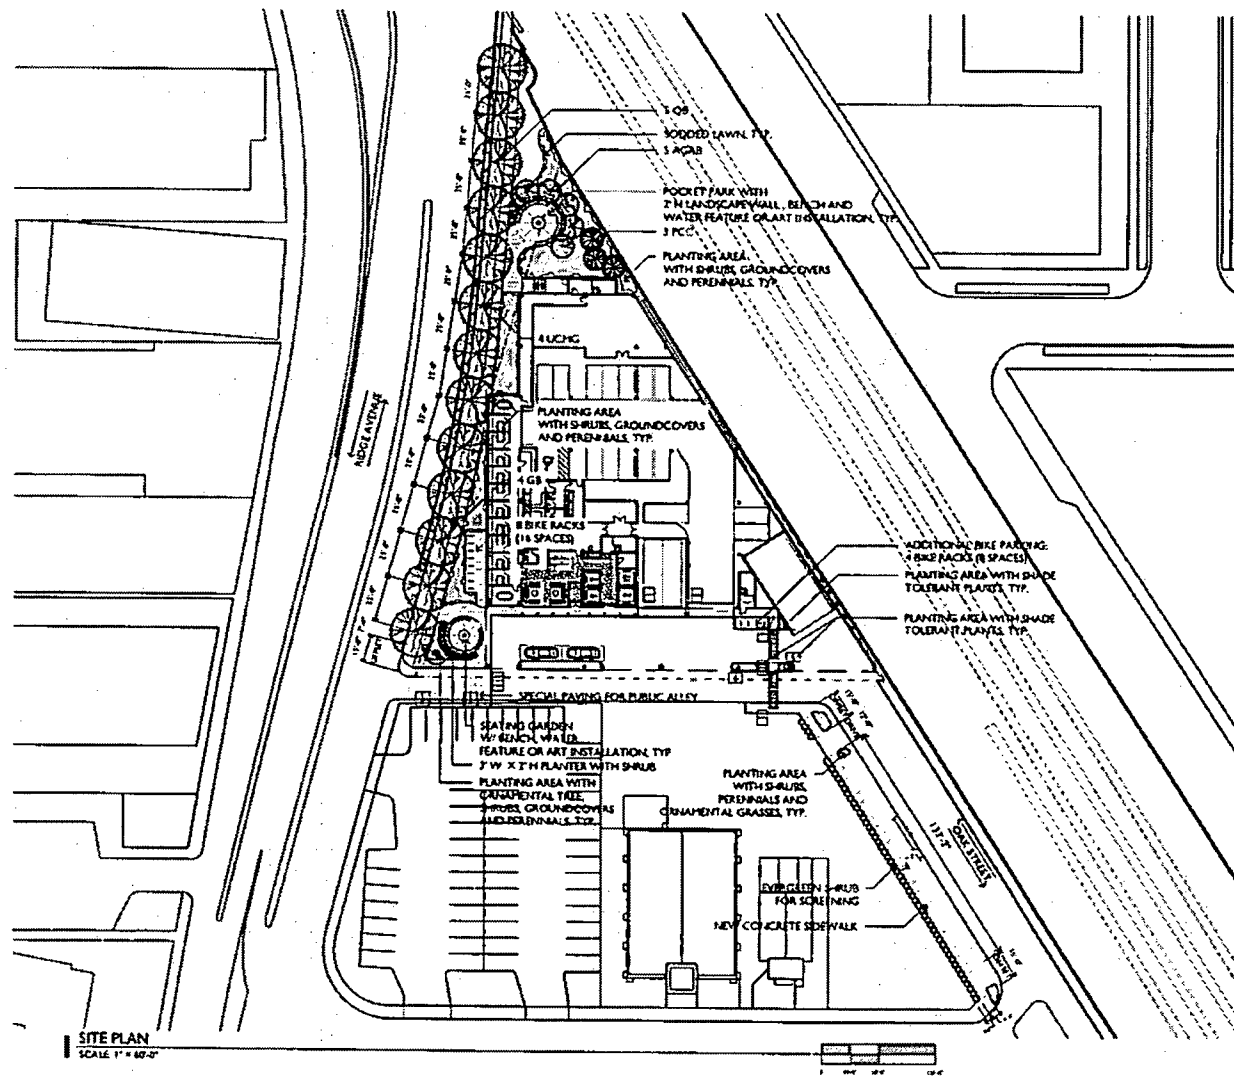 5 QB
SODDED LAWN, TYP.
5 AGAB
POCKET PARK WITH
2' H LANDSCAPE WALL, BENCH AND
WATER FEATURE OR ART INSTALLATION, TYP.
3 PCC
PLANTING AREA
WITH SHRUBS, GROUNDCOVERS
AND PERENNIALS, TYP.
4 UCHG
PLANTING AREA
WITH SHRUBS, GROUNDCOVERS
AND PERENNIALS, TYP.
RIDGE AVENUE
4 GB
8 BIKE RACKS
(16 SPACES)
ADDITIONAL BIKE PARKING:
4 BIKE RACKS (8 SPACES)
PLANTING AREA WITH SHADE
TOLERANT PLANTS, TYP.
PLANTING AREA WITH SHADE
TOLERANT PLANTS, TYP.
SPECIAL PAVING FOR PUBLIC ALLEY
SEATING GARDEN
W/ BENCH, WATER
FEATURE OR ART INSTALLATION, TYP
3' W X 2' H PLANTER WITH SHRUB
PLANTING AREA WITH
ORNAMENTAL TREE,
SHRUBS, GROUNDCOVERS
AND PERENNIALS, TYP.
PLANTING AREA
WITH SHRUBS,
PERENNIALS AND
ORNAMENTAL GRASSES, TYP.
OAK STREET
EVERGREEN SHRUB
FOR SCREENING
NEW CONCRETE SIDEWALK
SITE PLAN
SCALE: 1" = 60'-0"